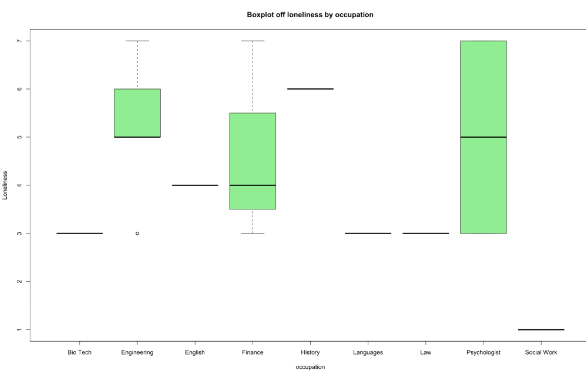 Boxplot off loneliness by occupation
Loneliness
7
6
5
4
3
2
1
Bio Tech
Engineering
English
Finance
History
Languages
Law
Psychologist
Social Work
occupation